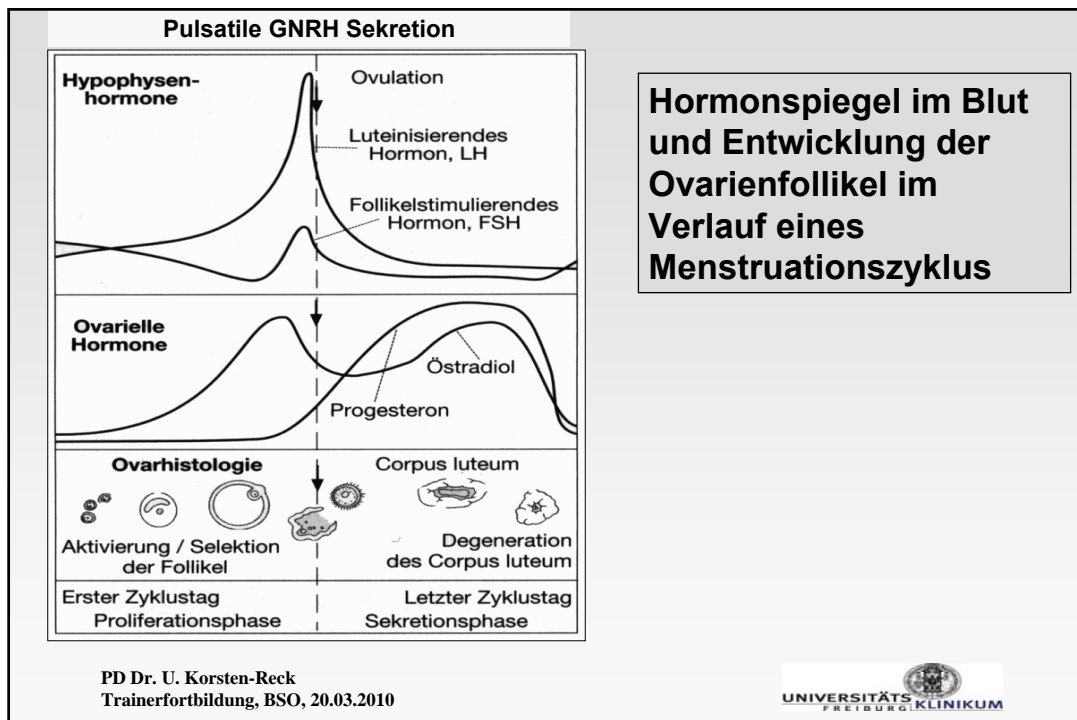 Pulsatile GNRH Sekretion
Hypophysen-
hormone
Ovulation
Luteinisierendes
Hormon, LH
Follikelstimulierendes
Hormon, FSH
Ovarielle
Hormone
Östradiol
Progesteron
Ovarhistologie
Corpus luteum
Aktivierung / Selektion
der Follikel
Degeneration
des Corpus luteum
Erster Zyklustag
Proliferationsphase
Letzter Zyklustag
Sekretionsphase
Hormonspiegel im Blut
und Entwicklung der
Ovarienfollikel im
Verlauf eines
Menstruationszyklus
PD Dr. U. Korsten-Reck
Trainerfortbildung, BSO, 20.03.2010
UNIVERSITÄTS KLINIKUM
FREIBURG